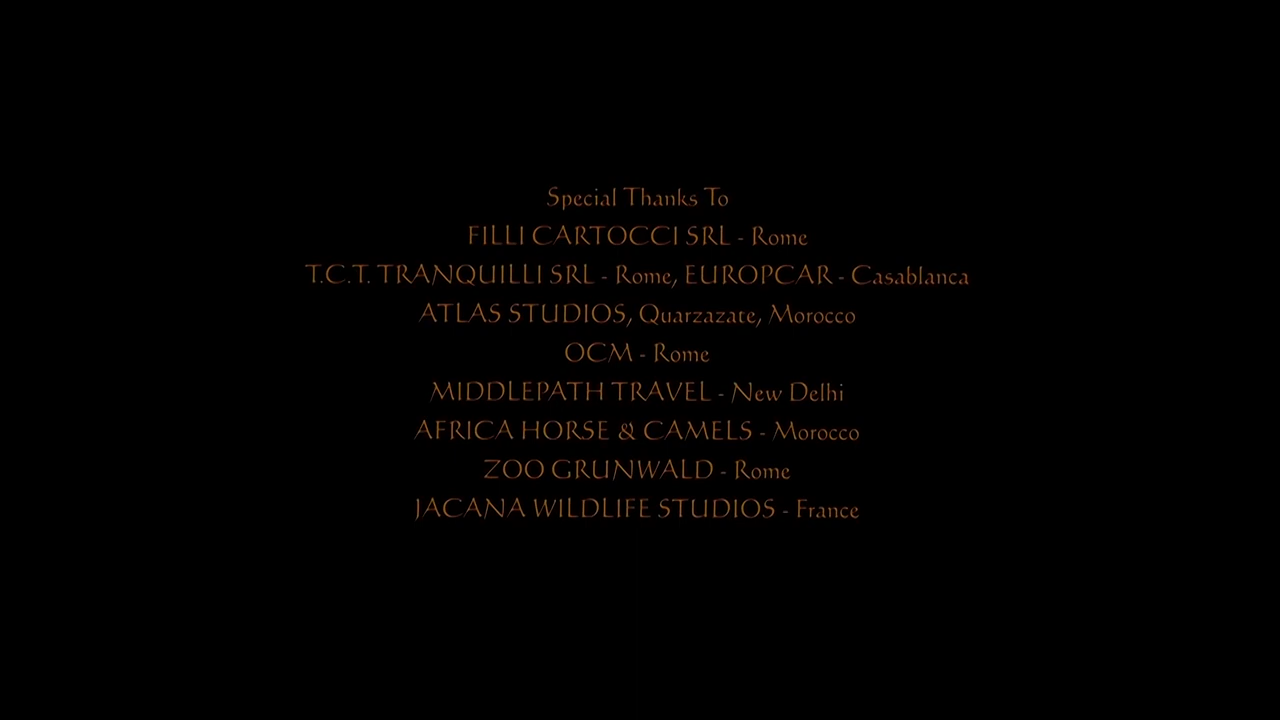 Special Thanks To
FILLI CARTOCCI SRL - Rome
T.C.T. TRANQUILLI SRL - Rome, EUROPCAR - Casablanca
ATLAS STUDIOS, Quarzazate, Morocco
OCM - Rome
MIDDLEPATH TRAVEL - New Delhi
AFRICA HORSE & CAMELS - Morocco
ZOO GRUNWALD - Rome
JACANA WILDLIFE STUDIOS - France